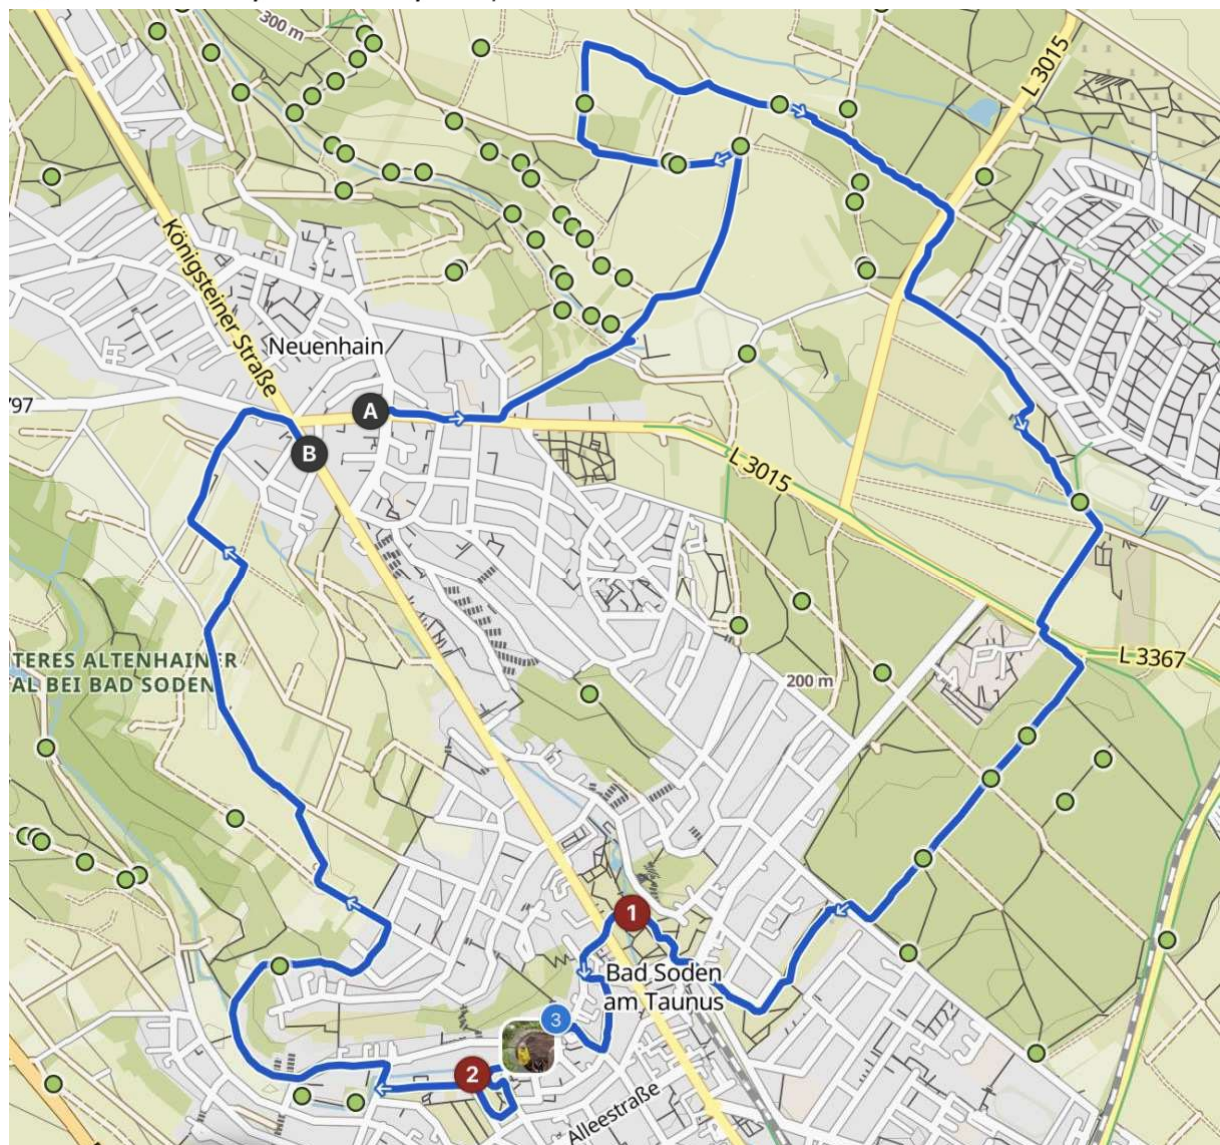 300 m
L 3015
Königsteiner Straße
Neuenhain
797
A
B
L 3015
TERES ALTENHAINER
AL BEI BAD SODEN
L 3367
200 m
1
Bad Soden
am Taunus
3
2
Alleestraße